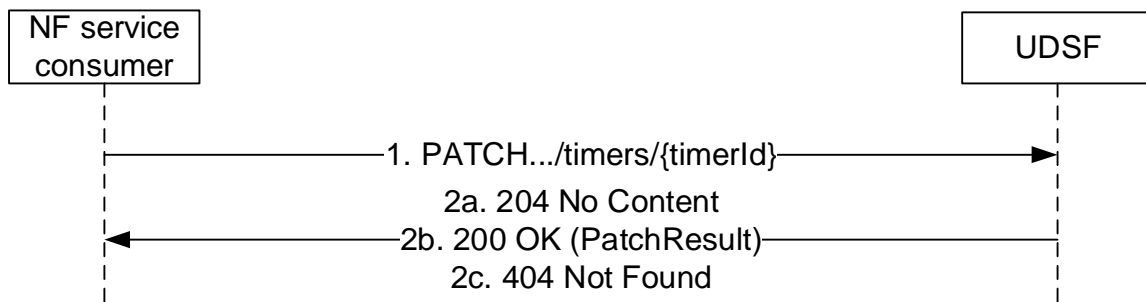 NF service
consumer
UDSF
1. PATCH.../timers/{timerId}
2a. 204 No Content
2b. 200 OK (PatchResult)
2c. 404 Not Found